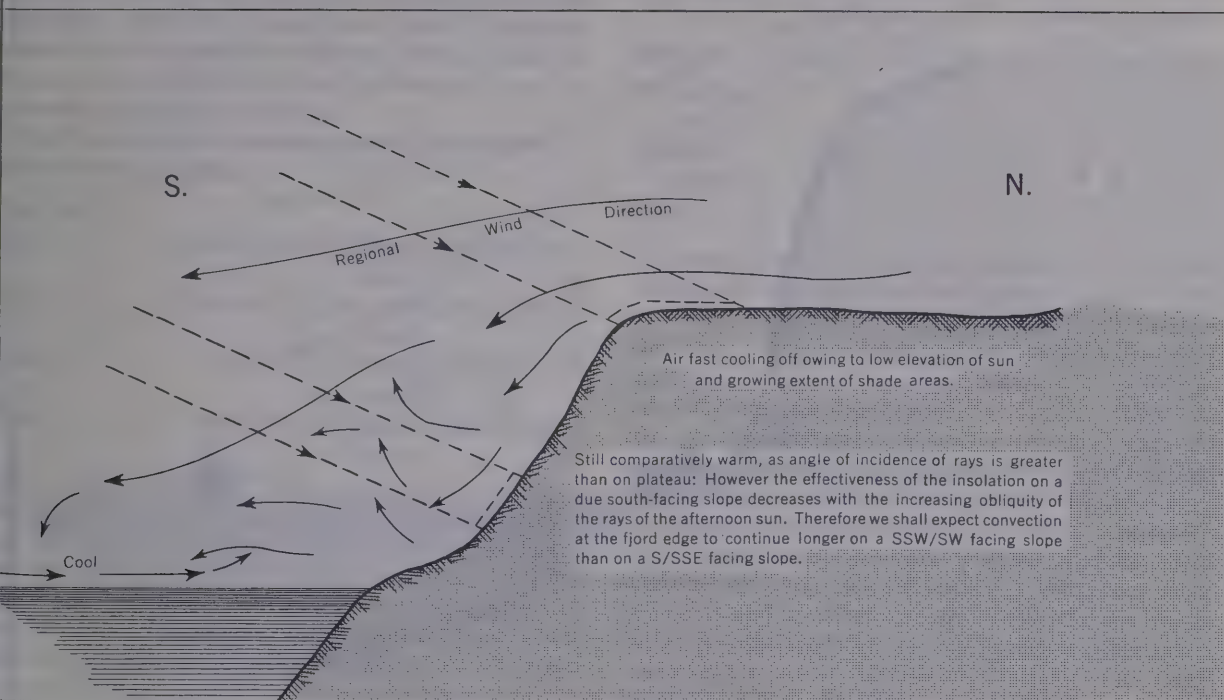 S.
N.
Regional Wind Direction
Air fast cooling off owing to low elevation of sun
and growing extent of shade areas.
Still comparatively warm, as angle of incidence of rays is greater
than on plateau: However the effectiveness of the insolation on a
due south-facing slope decreases with the increasing obliquity of
the rays of the afternoon sun. Therefore we shall expect convection
at the fjord edge to continue longer on a SSW/SW facing slope
than on a S/SSE facing slope.
Cool